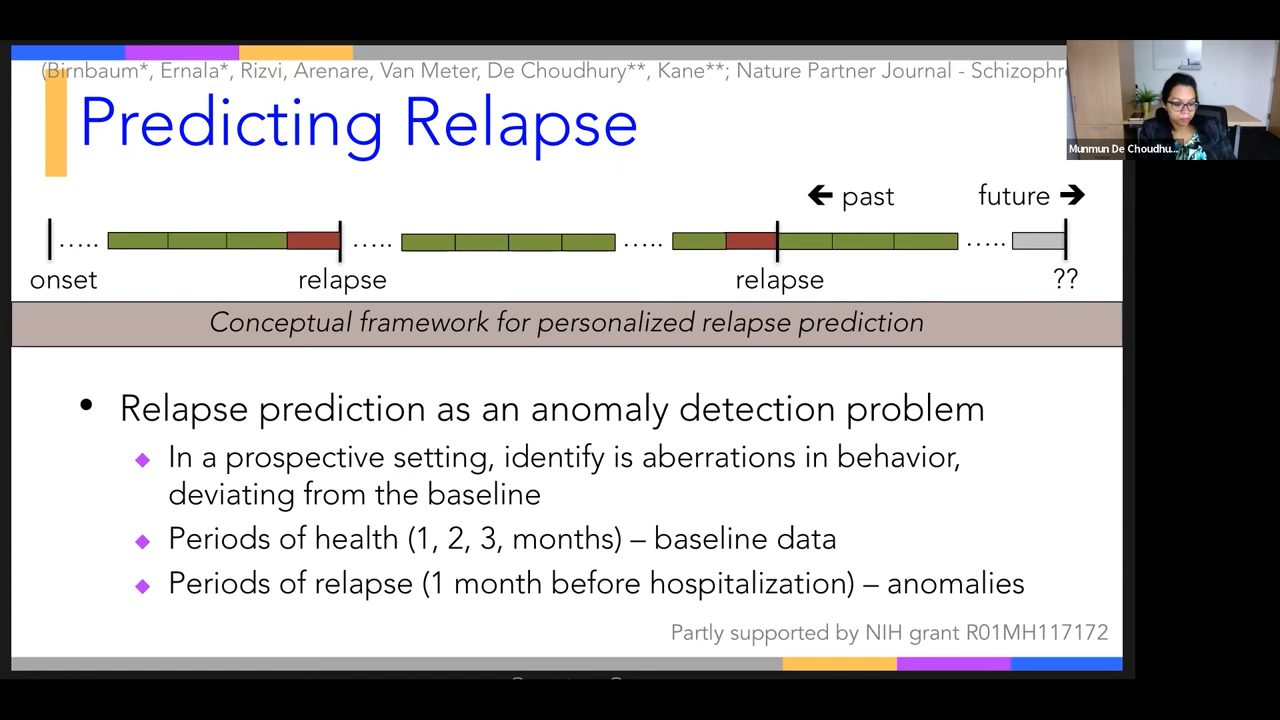 (Birnbaum*, Ernala*, Rizvi, Arenare, Van Meter, De Choudhury**, Kane**; Nature Partner Journal - Schizophre
Predicting Relapse
Munmun De Choudhu...
🡸 past
future 🡺
..... ..... ..... .....
onset relapse relapse ??
Conceptual framework for personalized relapse prediction
• Relapse prediction as an anomaly detection problem
◆ In a prospective setting, identify is aberrations in behavior,
deviating from the baseline
◆ Periods of health (1, 2, 3, months) – baseline data
◆ Periods of relapse (1 month before hospitalization) – anomalies
Partly supported by NIH grant R01MH117172